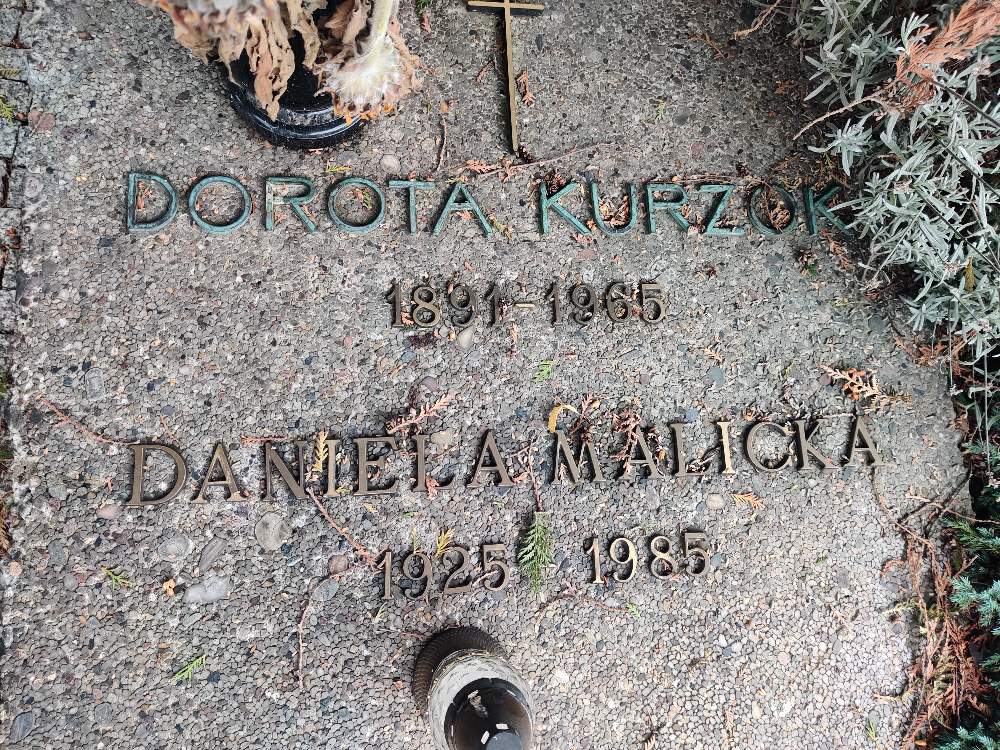 DOROTA KURZOK
1891-1965
DANIELA MALICKA
1925 1985